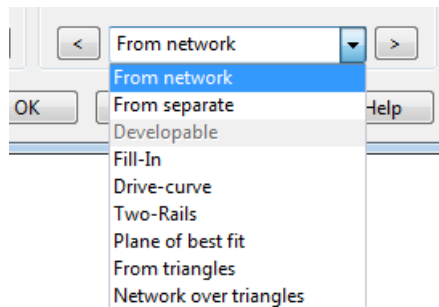 < From network >
From network
From separate
OK Help
Developable
Fill-In
Drive-curve
Two-Rails
Plane of best fit
From triangles
Network over triangles